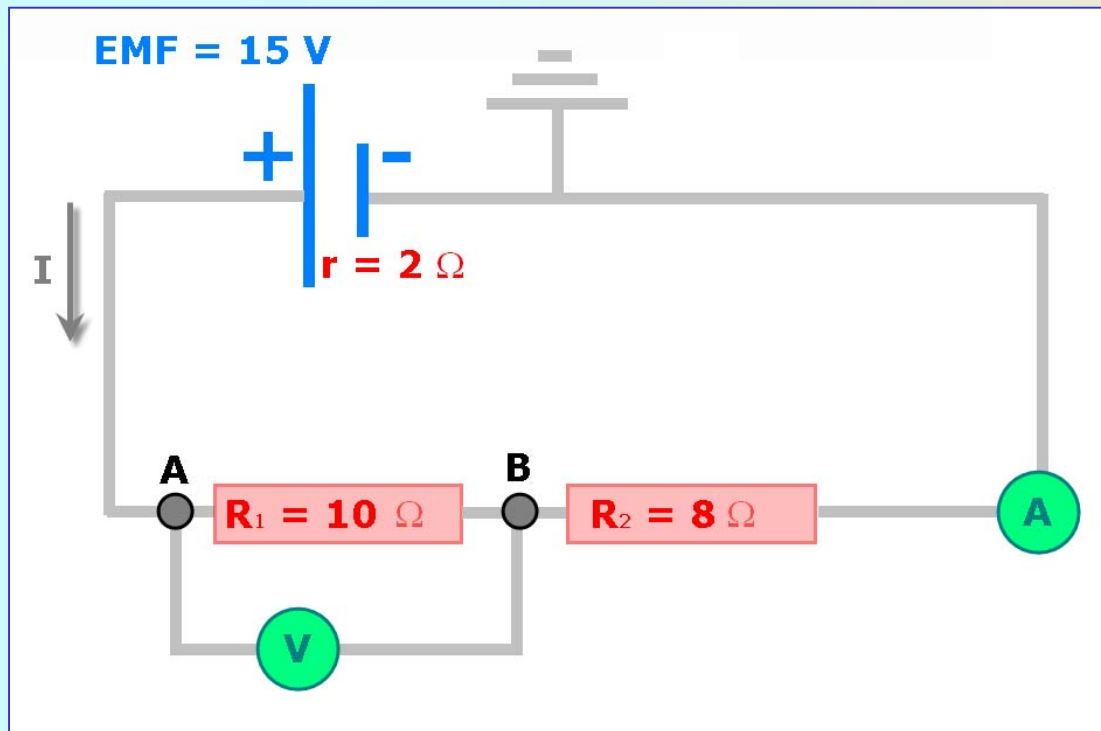 EMF = 15 V
+ -
r = 2 Ω
I
A
B
R₁ = 10 Ω
R₂ = 8 Ω
A
V